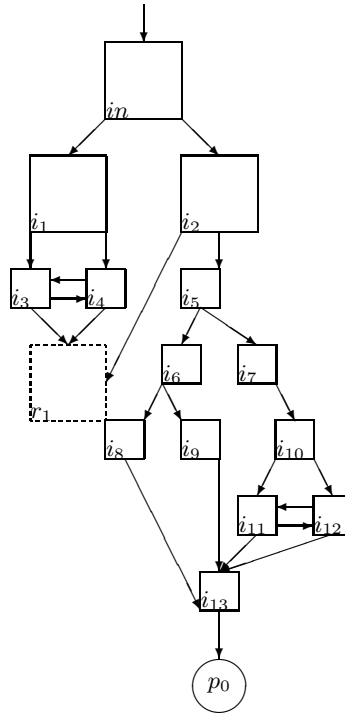 in
i₁ i₂
i₃ i₄ i₅
r₁ i₆ i₇
i₈ i₉ i₁₀
i₁₁ i₁₂
i₁₃
p₀